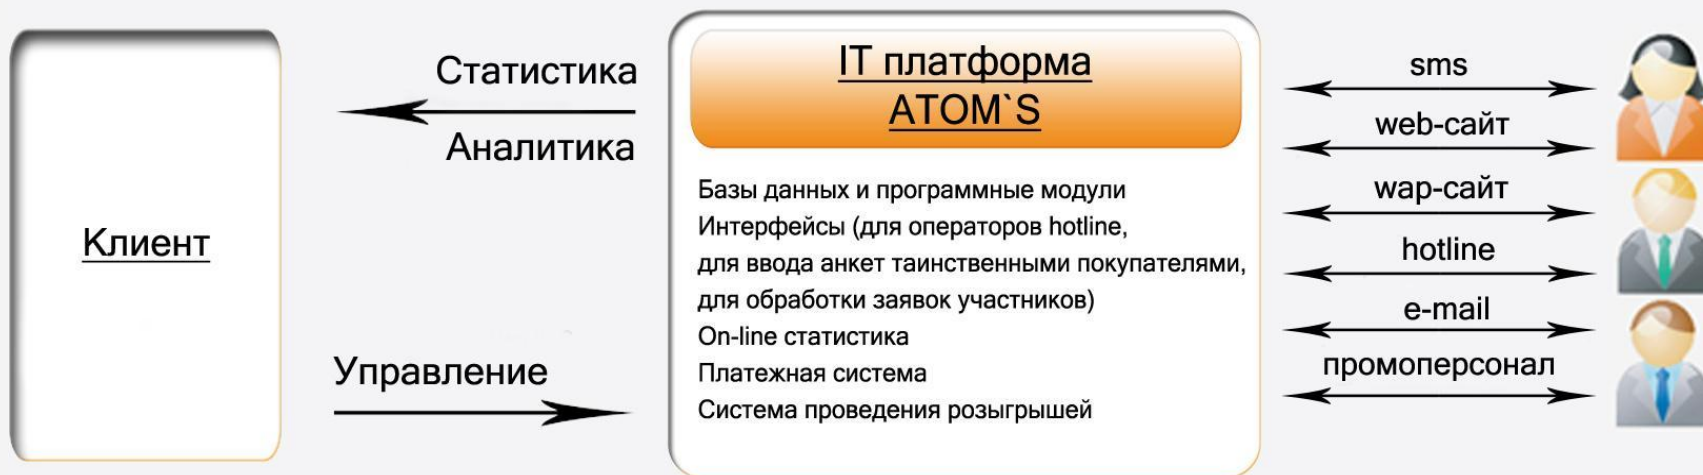 Клиент
Статистика
Аналитика
Управление
IT платформа
ATOM`S
Базы данных и программные модули
Интерфейсы (для операторов hotline,
для ввода анкет таинственными покупателями,
для обработки заявок участников)
On-line статистика
Платежная система
Система проведения розыгрышей
sms
web-сайт
wap-сайт
hotline
e-mail
промоперсонал